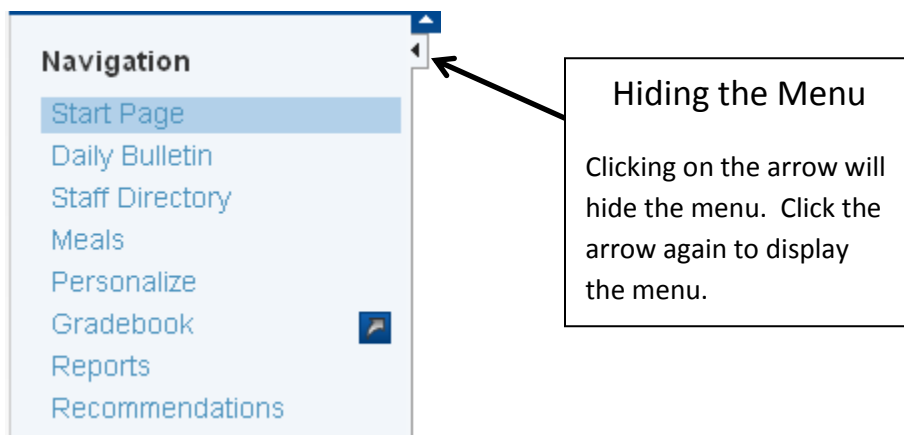 Navigation
Start Page
Daily Bulletin
Staff Directory
Meals
Personalize
Gradebook
Reports
Recommendations
Hiding the Menu
Clicking on the arrow will
hide the menu.  Click the
arrow again to display
the menu.